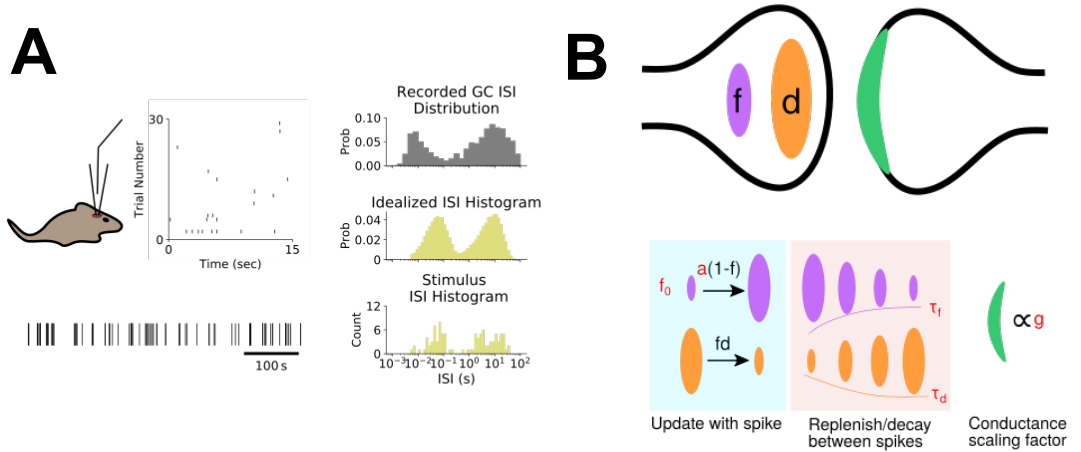 A
30
Trial Number
0
0
15
Time (sec)
100 s
Recorded GC ISI
Distribution
0.10
0.05
0.00
Prob
Idealized ISI Histogram
0.04
0.02
0
Prob
Stimulus
ISI Histogram
12
6
0
Count
10⁻³ 10⁻² 10⁻¹ 10⁰ 10¹ 10²
ISI (s)
B
f
d
f₀
a(1-f)
τf
fd
τd
∝g
Update with spike
Replenish/decay
between spikes
Conductance
scaling factor